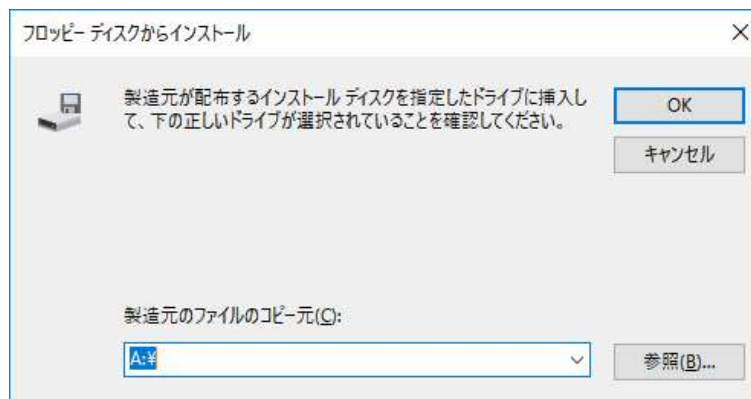 フロッピー ディスクからインストール
製造元が配布するインストール ディスクを指定したドライブに挿入し
て、下の正しいドライブが選択されていることを確認してください。
OK
キャンセル
製造元のファイルのコピー元(C):
A:¥
参照(B)...